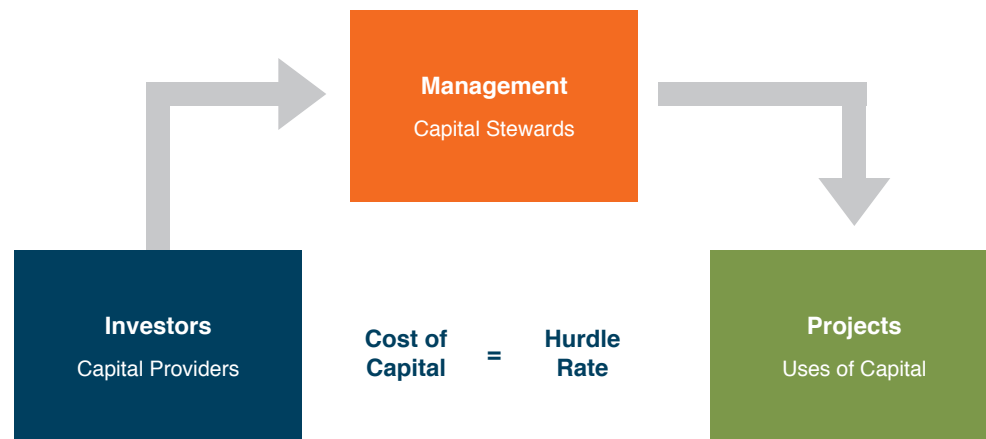 Management
Capital Stewards
Investors
Capital Providers
Cost of
Capital
=
Hurdle
Rate
Projects
Uses of Capital